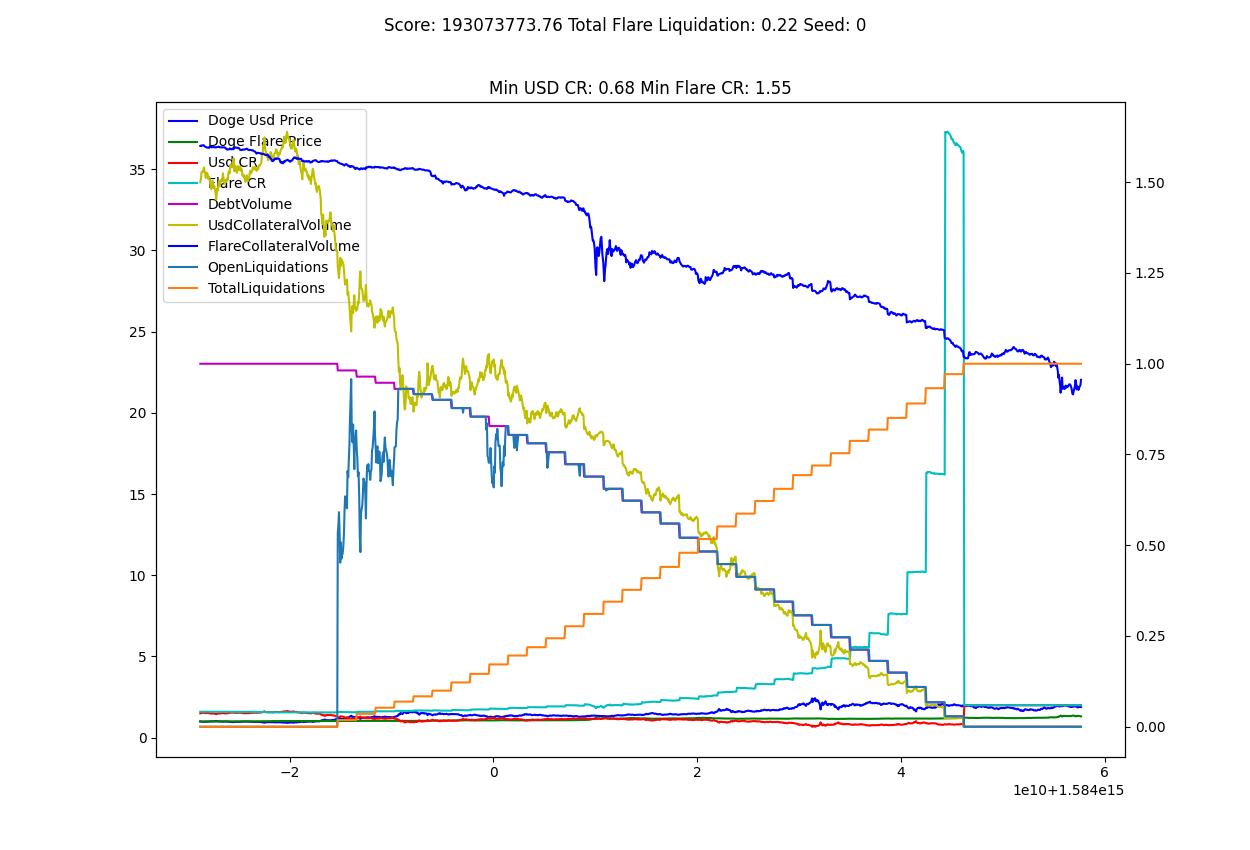 Score: 193073773.76 Total Flare Liquidation: 0.22 Seed: 0
Min USD CR: 0.68 Min Flare CR: 1.55
Doge Usd Price
Doge Flare Price
Usd CR
Flare CR
DebtVolume
UsdCollateralVolume
FlareCollateralVolume
OpenLiquidations
TotalLiquidations
35
30
25
20
15
10
5
0
1.50
1.25
1.00
0.75
0.50
0.25
0.00
−2
0
2
4
6
1e10+1.584e15